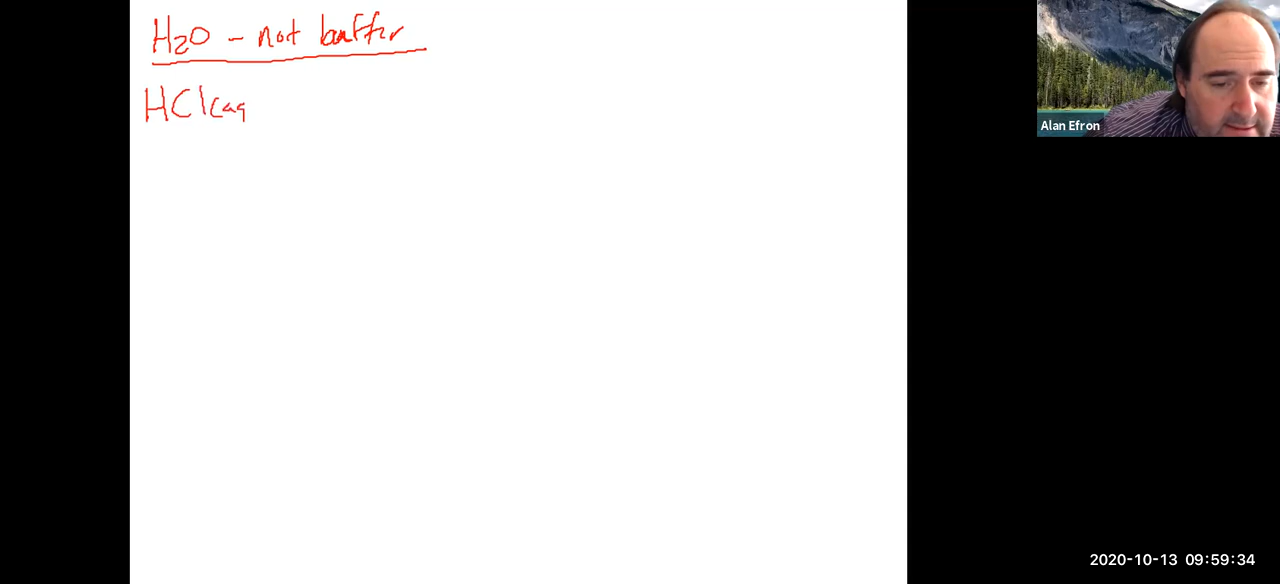 H2O - not buffer
HCl(aq
Alan Efron
2020-10-13 09:59:34